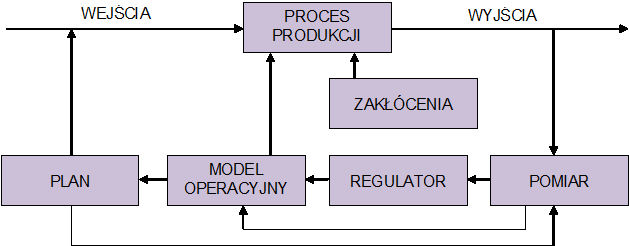 WEJŚCIA
PROCES
PRODUKCJI
WYJŚCIA
ZAKŁÓCENIA
PLAN
MODEL
OPERACYJNY
REGULATOR
POMIAR